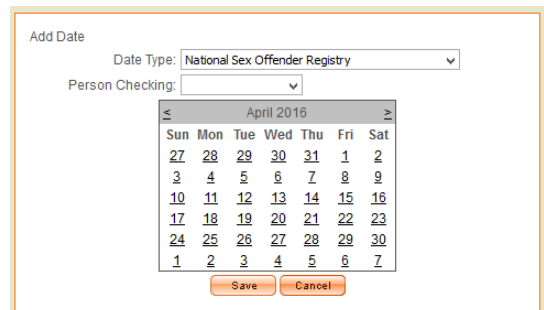 Add Date
Date Type: National Sex Offender Registry
Person Checking:
< April 2016 >
Sun Mon Tue Wed Thu Fri Sat
27 28 29 30 31 1 2
3 4 5 6 7 8 9
10 11 12 13 14 15 16
17 18 19 20 21 22 23
24 25 26 27 28 29 30
1 2 3 4 5 6 7
Save Cancel